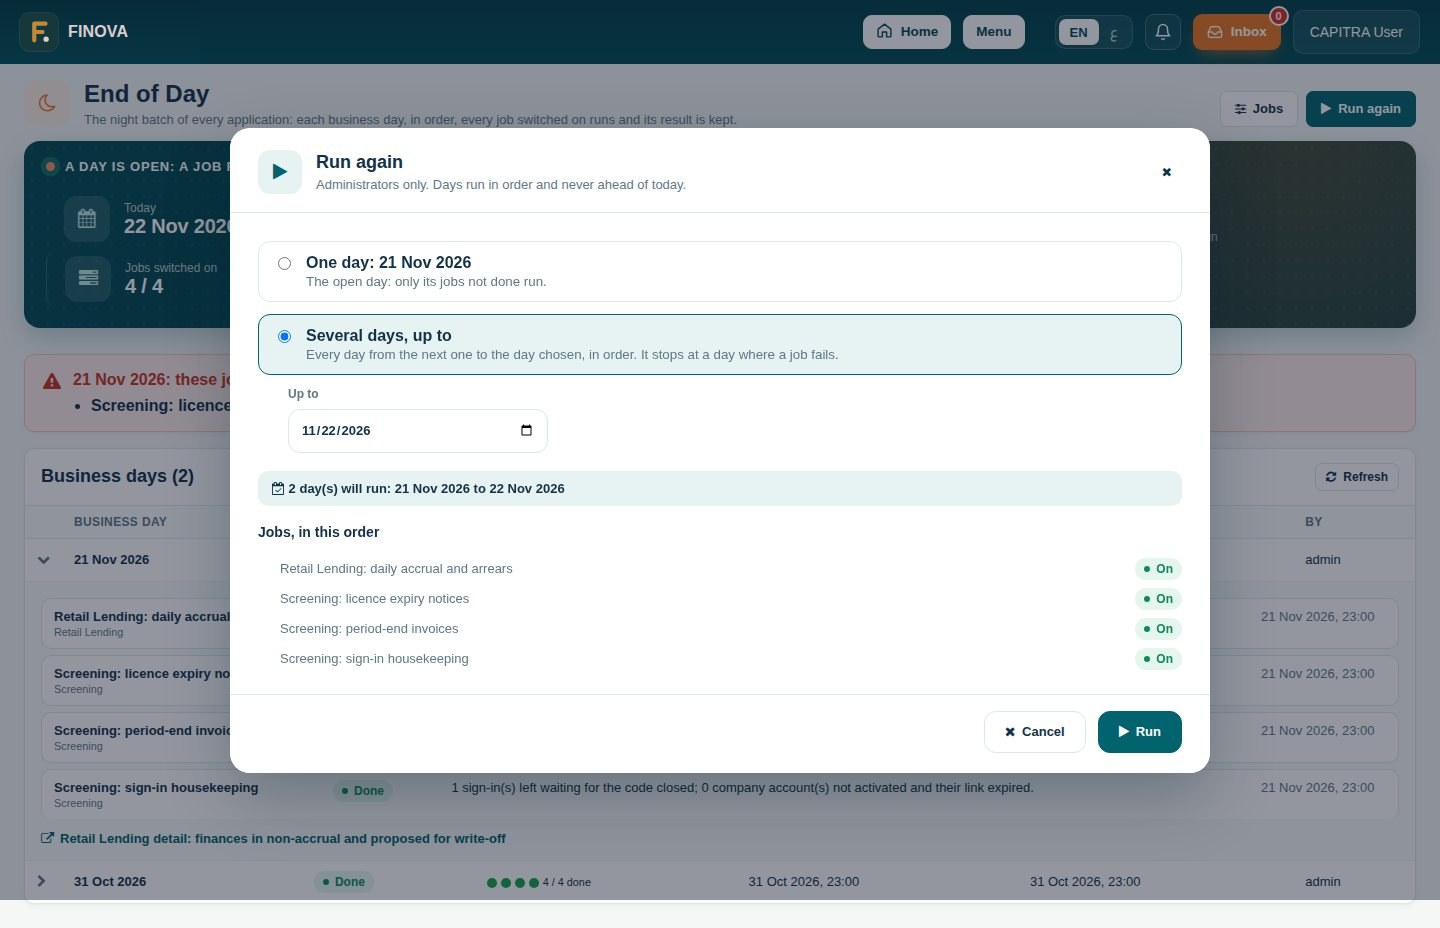 FINOVA
Home
Menu
EN
ع
Inbox
0
CAPITRA User
End of Day
The night batch of every application: each business day, in order, every job switched on runs and its result is kept.
Jobs
Run again
A DAY IS OPEN: A JOB
Today
22 Nov 2026
Jobs switched on
4 / 4
21 Nov 2026: these
• Screening: licence
Business days (2)
Refresh
BUSINESS DAY
BY
21 Nov 2026
admin
Retail Lending: daily accrual
Retail Lending
21 Nov 2026, 23:00
Screening: licence expiry
Screening
21 Nov 2026, 23:00
Screening: period-end
Screening
21 Nov 2026, 23:00
Screening: sign-in housekeeping
Screening
Done
1 sign-in(s) left waiting for the code closed; 0 company account(s) not activated and their link expired.
21 Nov 2026, 23:00
Retail Lending detail: finances in non-accrual and proposed for write-off
31 Oct 2026
Done
4 / 4 done
31 Oct 2026, 23:00
31 Oct 2026, 23:00
admin
Run again
Administrators only. Days run in order and never ahead of today.
One day: 21 Nov 2026
The open day: only its jobs not done run.
Several days, up to
Every day from the next one to the day chosen, in order. It stops at a day where a job fails.
Up to
11/22/2026
2 day(s) will run: 21 Nov 2026 to 22 Nov 2026
Jobs, in this order
Retail Lending: daily accrual and arrears
On
Screening: licence expiry notices
On
Screening: period-end invoices
On
Screening: sign-in housekeeping
On
Cancel
Run